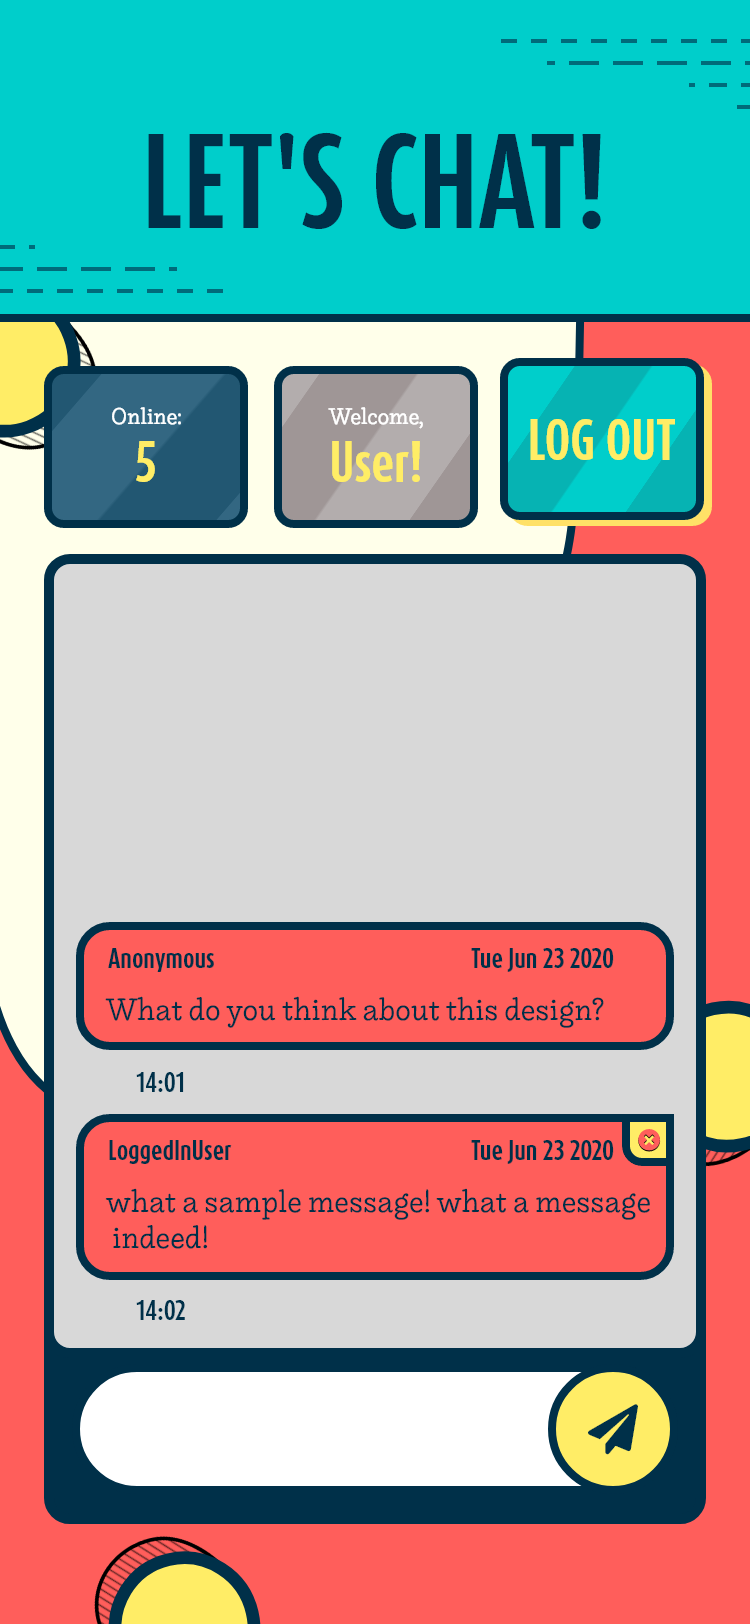 LET'S CHAT!
Online:
5
Welcome,
User!
LOG OUT
Anonymous
Tue Jun 23 2020
What do you think about this design?
14:01
LoggedInUser
Tue Jun 23 2020
what a sample message! what a message
indeed!
14:02